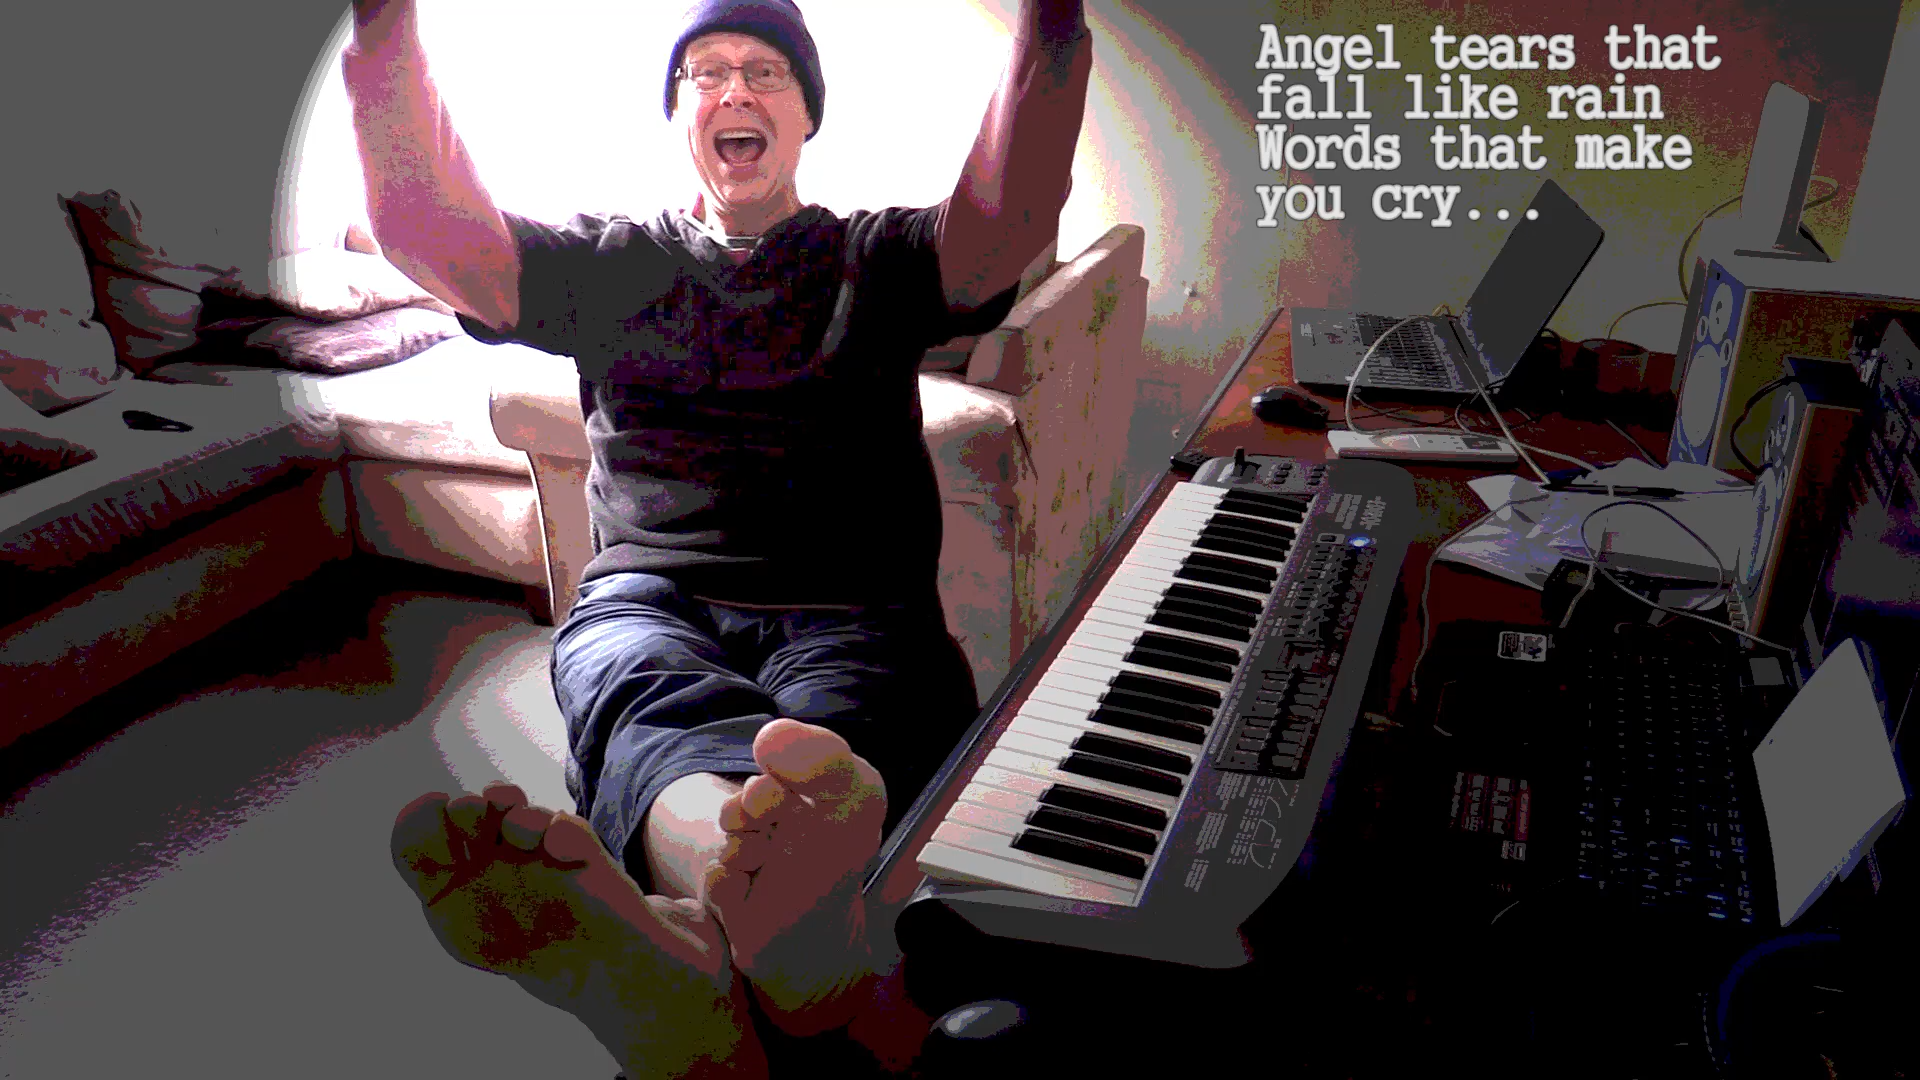 Angel tears that
fall like rain
Words that make
you cry...